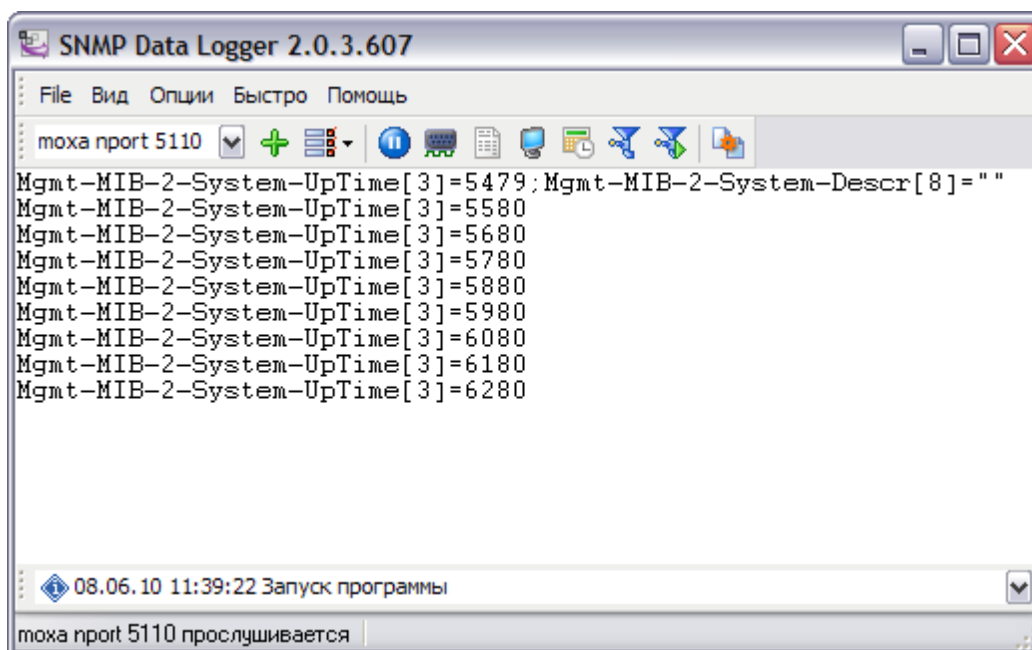 SNMP Data Logger 2.0.3.607
File Вид Опции Быстро Помощь
moxa nport 5110
Mgmt-MIB-2-System-UpTime[3]=5479;Mgmt-MIB-2-System-Descr[8]=""
Mgmt-MIB-2-System-UpTime[3]=5580
Mgmt-MIB-2-System-UpTime[3]=5680
Mgmt-MIB-2-System-UpTime[3]=5780
Mgmt-MIB-2-System-UpTime[3]=5880
Mgmt-MIB-2-System-UpTime[3]=5980
Mgmt-MIB-2-System-UpTime[3]=6080
Mgmt-MIB-2-System-UpTime[3]=6180
Mgmt-MIB-2-System-UpTime[3]=6280
08.06.10 11:39:22 Запуск программы
moxa nport 5110 прослушивается